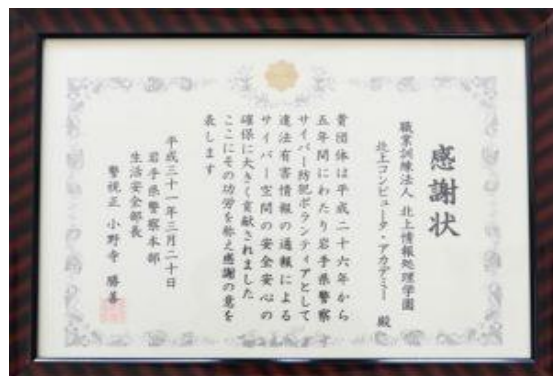 感謝状
職業訓練法人 北上情報処理学園
北上コンピュータ・アカデミー 殿
貴団体は平成二十六年から
五年間にわたり岩手県警察
サイバー防犯ボランティアとして
違法有害情報の通報による
サイバー空間の安全安心の
確保に大きく貢献されました
ここにその功労を称え感謝の意を
表します
平成三十一年三月二十日
岩手県警察本部
生活安全部長
警視正 小野寺 勝善